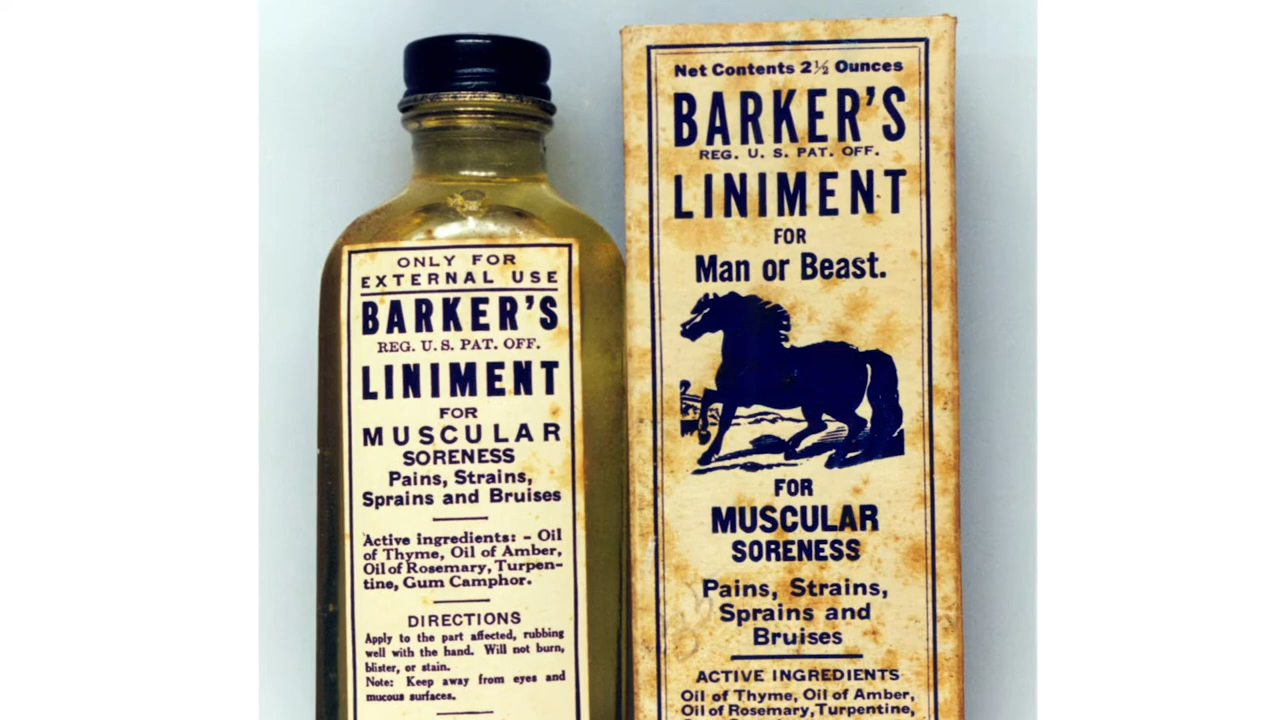 ONLY FOR
EXTERNAL USE
BARKER'S
REG. U. S. PAT. OFF.
LINIMENT
FOR
MUSCULAR
SORENESS
Pains, Strains,
Sprains and Bruises
Active ingredients: - Oil
of Thyme, Oil of Amber,
Oil of Rosemary, Turpen-
tine, Gum Camphor.
DIRECTIONS
Apply to the part affected, rubbing
well with the hand. Will not burn,
blister, or stain.
Note: Keep away from eyes and
mucous surfaces.
Net Contents 2½ Ounces
BARKER'S
REG. U. S. PAT. OFF.
LINIMENT
FOR
Man or Beast.
FOR
MUSCULAR
SORENESS
Pains, Strains,
Sprains and
Bruises
ACTIVE INGREDIENTS
Oil of Thyme, Oil of Amber,
Oil of Rosemary, Turpentine,